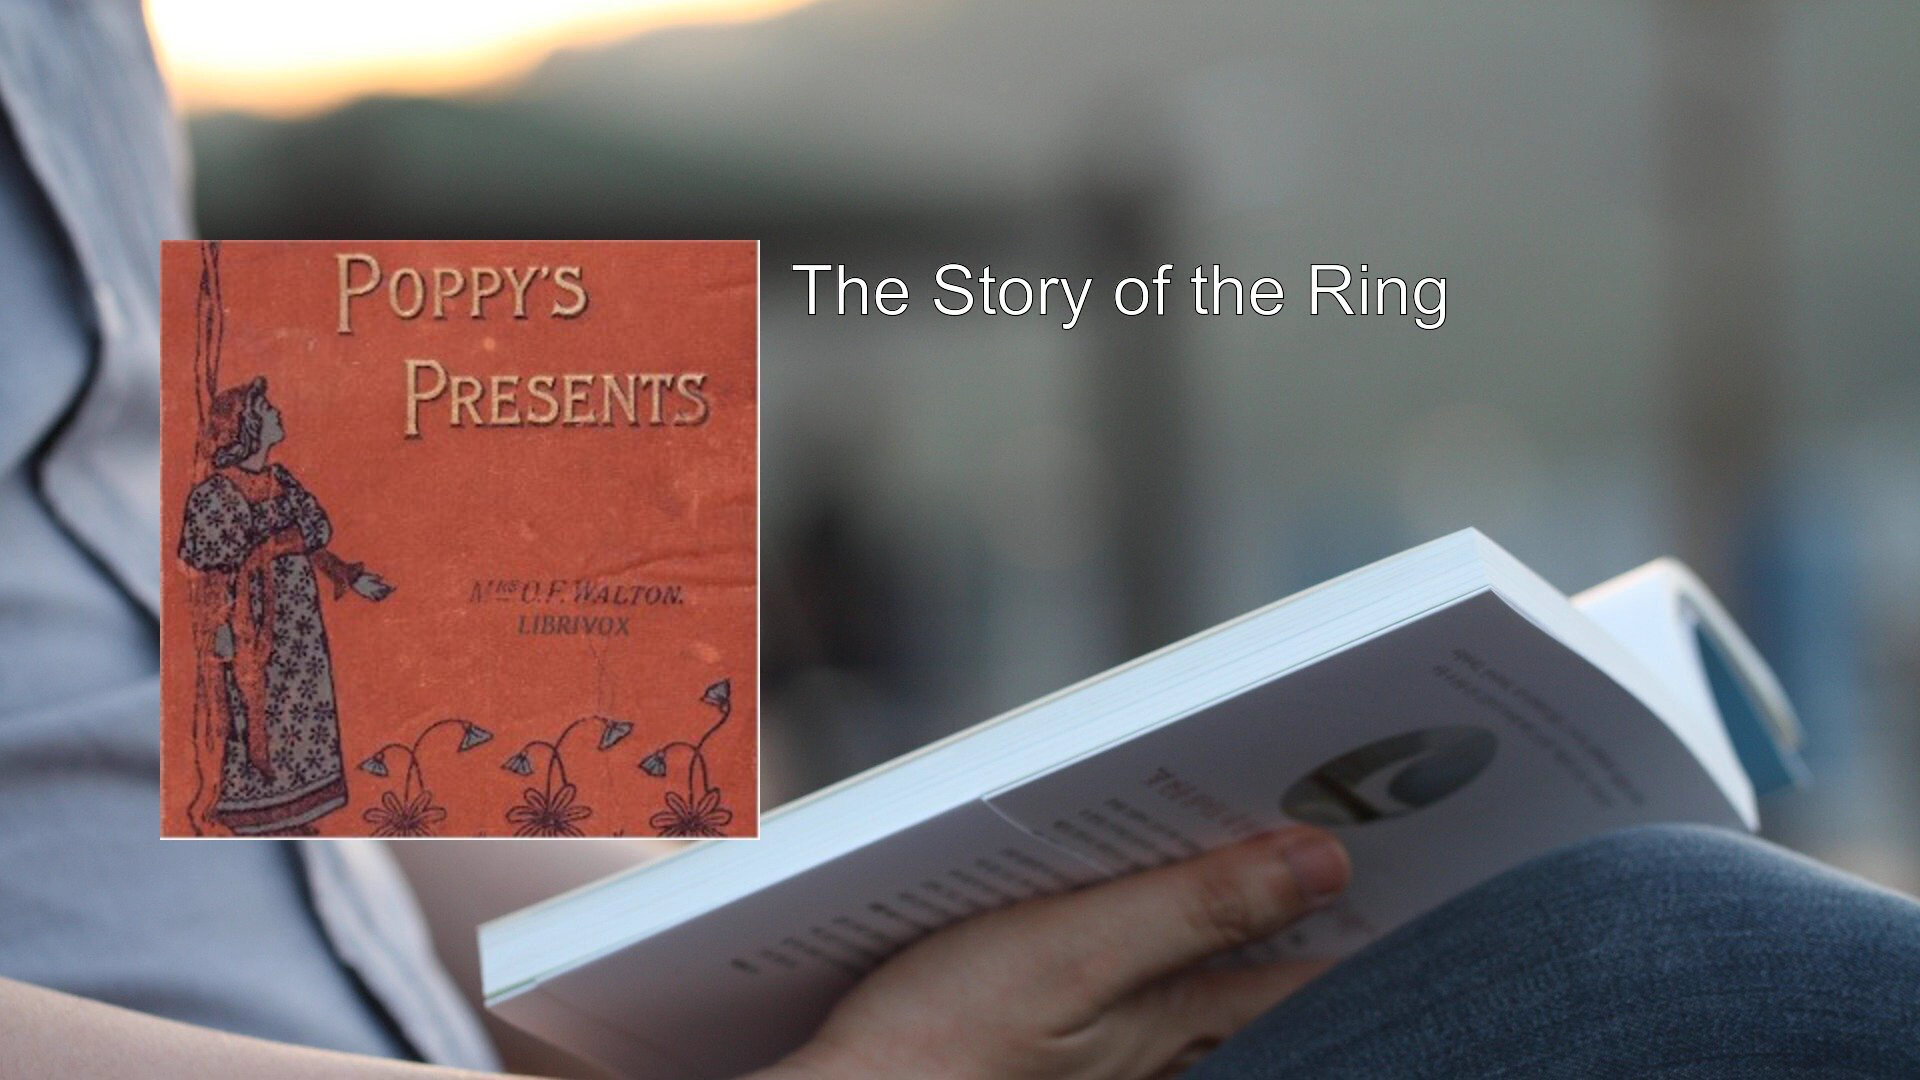 POPPY'S
PRESENTS
MRS O. F. WALTON.
LIBRIVOX
The Story of the Ring